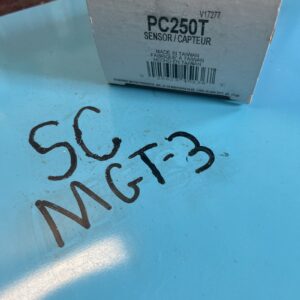 V17277
PC250T
SENSOR / CAPTEUR
MADE IN TAIWAN
SC
MGT-3